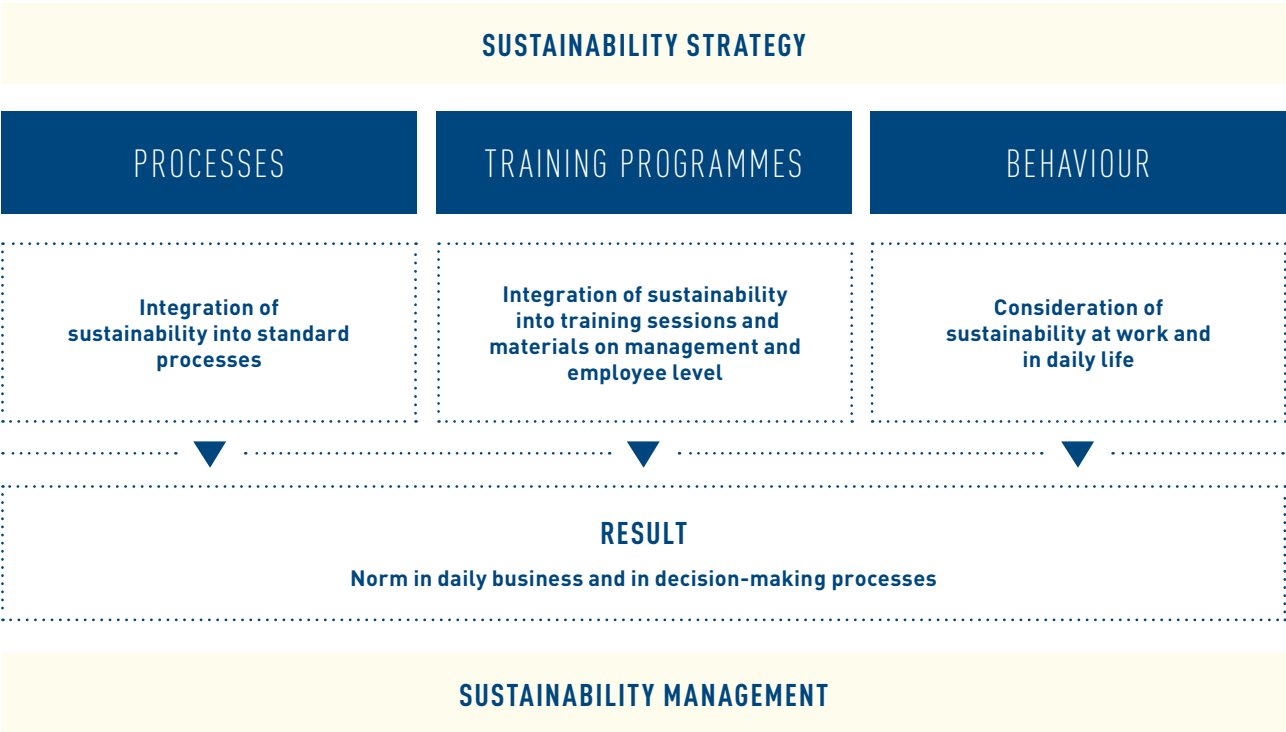 SUSTAINABILITY STRATEGY
PROCESSES
TRAINING PROGRAMMES
BEHAVIOUR
Integration of
sustainability into standard
processes
Integration of sustainability
into training sessions and
materials on management and
employee level
Consideration of
sustainability at work and
in daily life
RESULT
Norm in daily business and in decision-making processes
SUSTAINABILITY MANAGEMENT